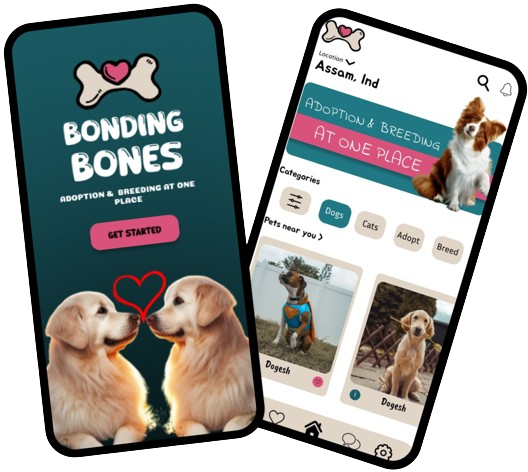 BONDING
BONES
ADOPTION & BREEDING AT ONE
PLACE
GET STARTED
Location
Assam, Ind
ADOPTION & BREEDING
AT ONE PLACE
Categories
Dogs
Cats
Adopt
Breed
Pets near you
Dogesh
Dogesh